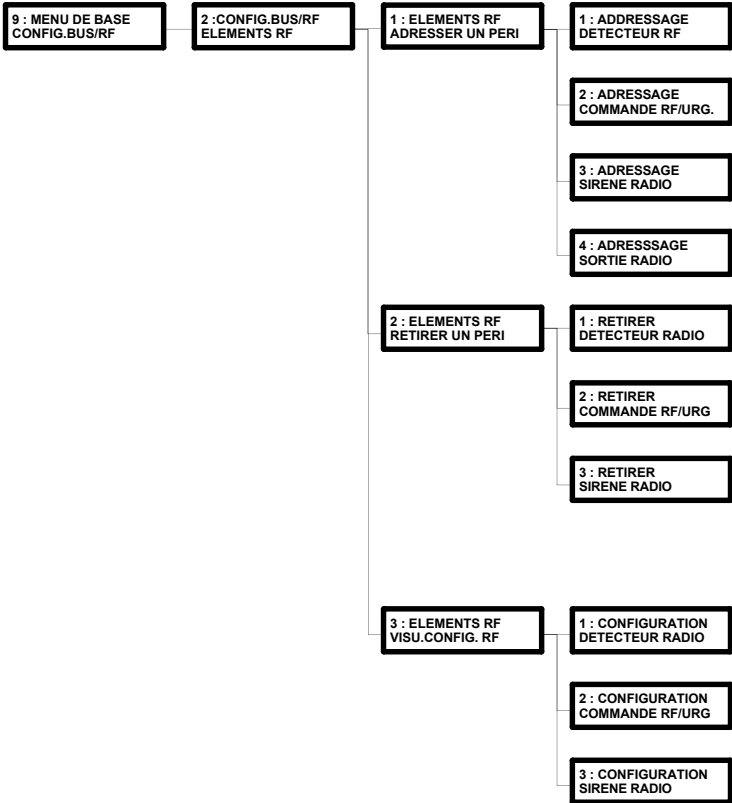 9 : MENU DE BASE
CONFIG.BUS/RF
2 :CONFIG.BUS/RF
ELEMENTS RF
1 : ELEMENTS RF
ADRESSER UN PERI
1 : ADDRESSAGE
DETECTEUR RF
2 : ADRESSAGE
COMMANDE RF/URG.
3 : ADRESSAGE
SIRENE RADIO
4 : ADRESSSAGE
SORTIE RADIO
2 : ELEMENTS RF
RETIRER UN PERI
1 : RETIRER
DETECTEUR RADIO
2 : RETIRER
COMMANDE RF/URG
3 : RETIRER
SIRENE RADIO
3 : ELEMENTS RF
VISU.CONFIG. RF
1 : CONFIGURATION
DETECTEUR RADIO
2 : CONFIGURATION
COMMANDE RF/URG
3 : CONFIGURATION
SIRENE RADIO